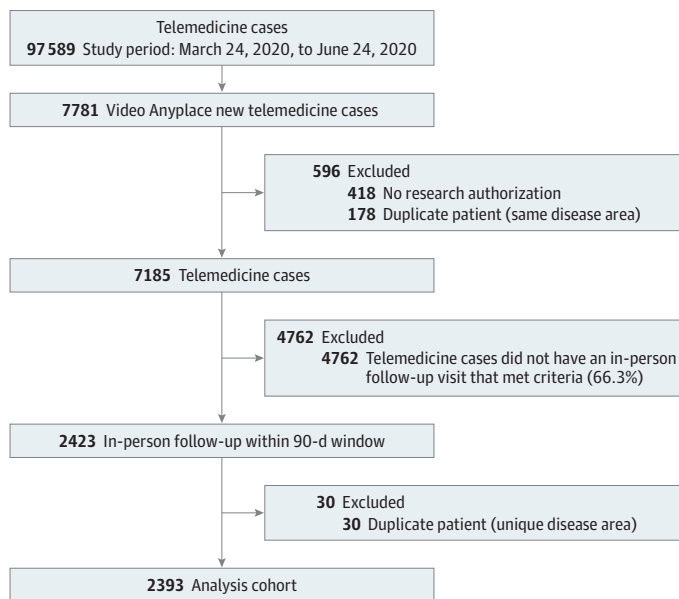 Telemedicine cases
97 589 Study period: March 24, 2020, to June 24, 2020
7781 Video Anyplace new telemedicine cases
596 Excluded
418 No research authorization
178 Duplicate patient (same disease area)
7185 Telemedicine cases
4762 Excluded
4762 Telemedicine cases did not have an in-person
follow-up visit that met criteria (66.3%)
2423 In-person follow-up within 90-d window
30 Excluded
30 Duplicate patient (unique disease area)
2393 Analysis cohort